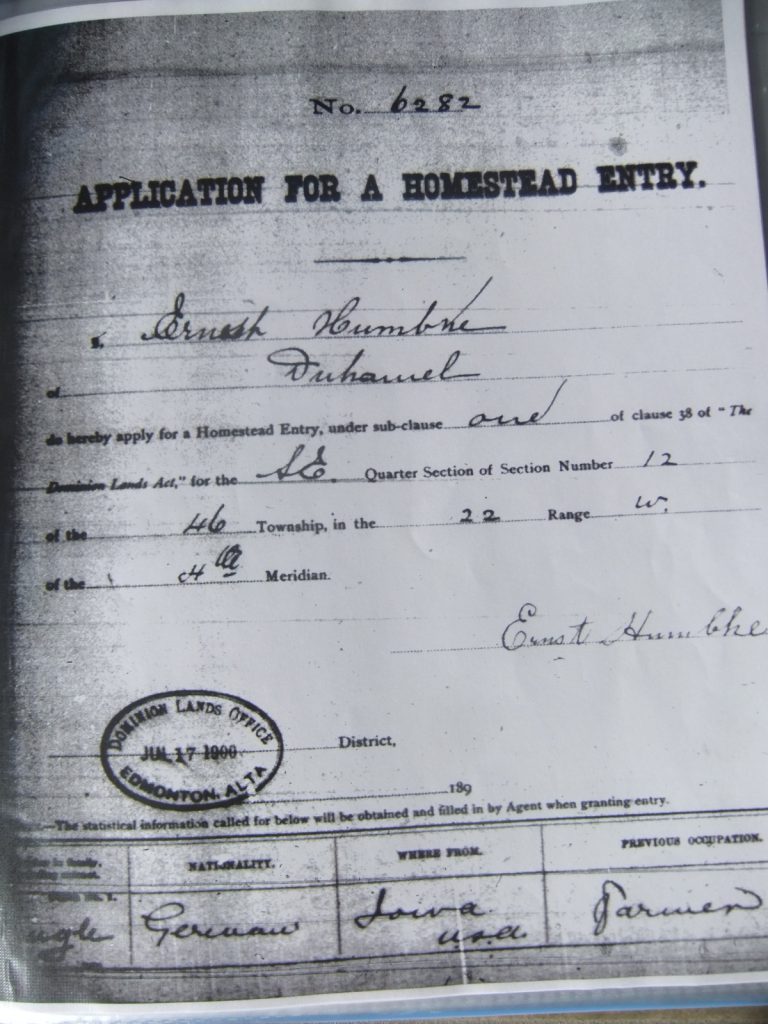 No. 6282
APPLICATION FOR A HOMESTEAD ENTRY.
I, Ernest Humbke
of Duhamel
do hereby apply for a Homestead Entry, under sub-clause one of clause 38 of "The
Dominion Lands Act," for the S.E. Quarter Section of Section Number 12
of the 46 Township, in the 22 Range W.
of the 4th Meridian.
Ernst Humbke
DOMINION LANDS OFFICE
JUL 17 1900
EDMONTON, ALTA
District,
189
—The statistical information called for below will be obtained and filled in by Agent when granting entry.
NATIONALITY. WHERE FROM. PREVIOUS OCCUPATION.
German Iowa Farmer
U.S.A.